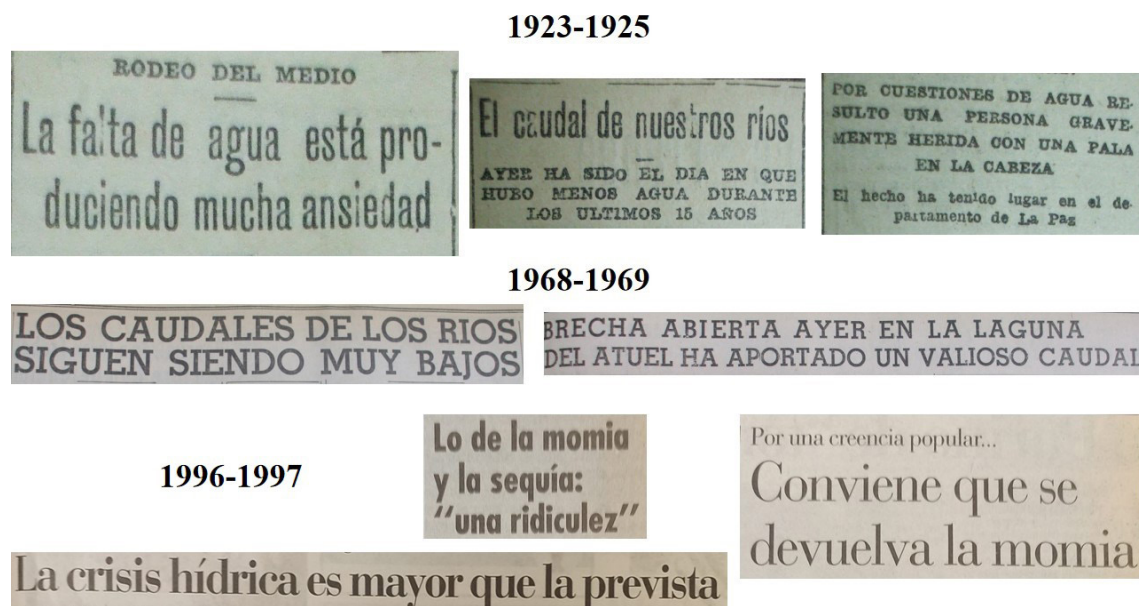 1923-1925
RODEO DEL MEDIO
La falta de agua está pro-
duciendo mucha ansiedad
El caudal de nuestros ríos
AYER HA SIDO EL DIA EN QUE
HUBO MENOS AGUA DURANTE
LOS ULTIMOS 15 AÑOS
POR CUESTIONES DE AGUA RE-
SULTO UNA PERSONA GRAVE-
MENTE HERIDA CON UNA PALA
EN LA CABEZA
El hecho ha tenido lugar en el de-
partamento de La Paz
1968-1969
LOS CAUDALES DE LOS RIOS
SIGUEN SIENDO MUY BAJOS
BRECHA ABIERTA AYER EN LA LAGUNA
DEL ATUEL HA APORTADO UN VALIOSO CAUDAL
1996-1997
Lo de la momia
y la sequía:
"una ridiculez"
Por una creencia popular...
Conviene que se
devuelva la momia
La crisis hídrica es mayor que la prevista